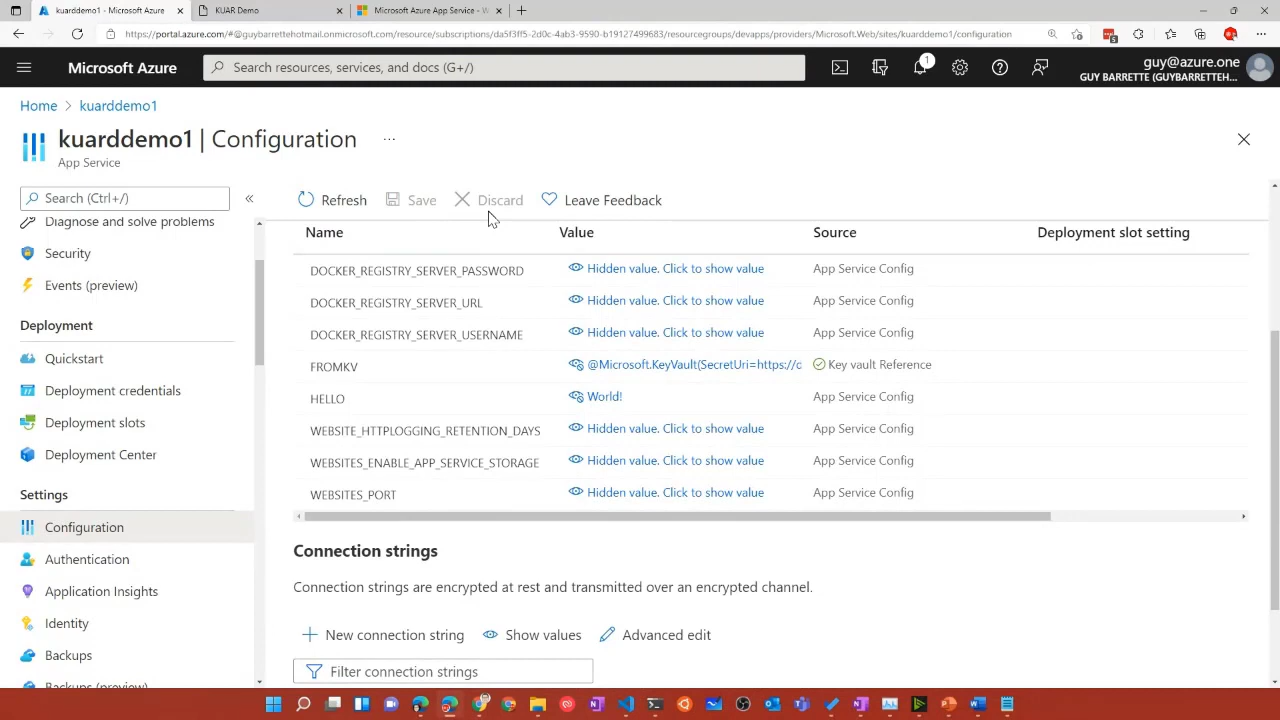 kuarddemo1 - Microsoft Azure
KUAR Demo
Microsoft Azure App Service - W
https://portal.azure.com/#@guybarrettehotmail.onmicrosoft.com/resource/subscriptions/da5f3ff5-2d0c-4ab3-9590-b19127499683/resourcegroups/devapps/providers/Microsoft.Web/sites/kuarddemo1/configuration
Microsoft Azure
Search resources, services, and docs (G+/)
1
guy@azure.one
GUY BARRETTE (GUYBARRETTEH...
Home > kuarddemo1
kuarddemo1 | Configuration ...
App Service
Search (Ctrl+/)
«
Refresh
Save
Discard
Leave Feedback
Diagnose and solve problems
Security
Events (preview)
Deployment
Quickstart
Deployment credentials
Deployment slots
Deployment Center
Settings
Configuration
Authentication
Application Insights
Identity
Backups
Backups (preview)
Name Value Source Deployment slot setting
DOCKER_REGISTRY_SERVER_PASSWORD Hidden value. Click to show value App Service Config
DOCKER_REGISTRY_SERVER_URL Hidden value. Click to show value App Service Config
DOCKER_REGISTRY_SERVER_USERNAME Hidden value. Click to show value App Service Config
FROMKV @Microsoft.KeyVault(SecretUri=https://c Key vault Reference
HELLO World! App Service Config
WEBSITE_HTTPLOGGING_RETENTION_DAYS Hidden value. Click to show value App Service Config
WEBSITES_ENABLE_APP_SERVICE_STORAGE Hidden value. Click to show value App Service Config
WEBSITES_PORT Hidden value. Click to show value App Service Config
Connection strings
Connection strings are encrypted at rest and transmitted over an encrypted channel.
New connection string
Show values
Advanced edit
Filter connection strings